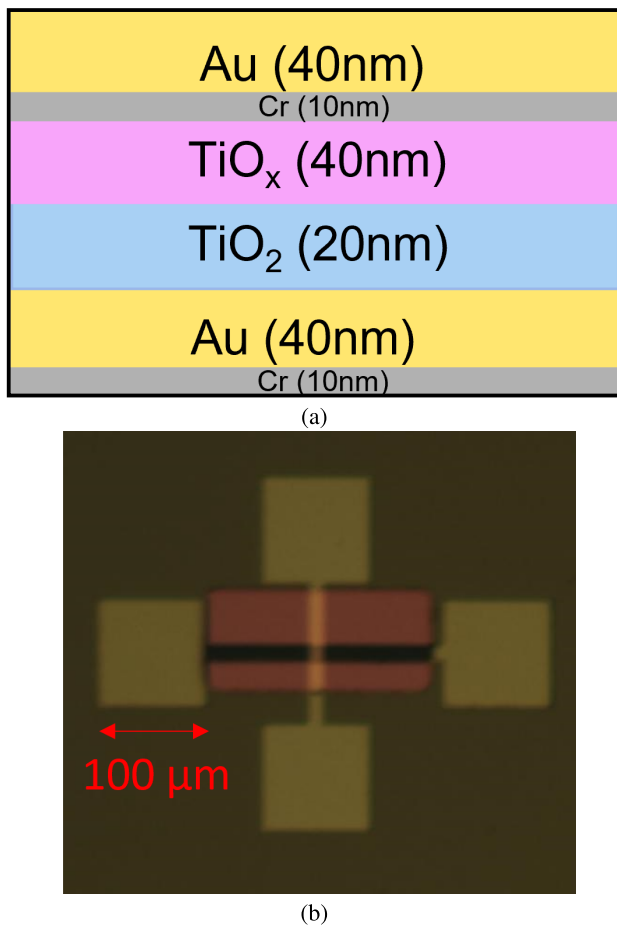 Au (40nm)
Cr (10nm)
TiOₓ (40nm)
TiO₂ (20nm)
Au (40nm)
Cr (10nm)
(a)
100 μm
(b)